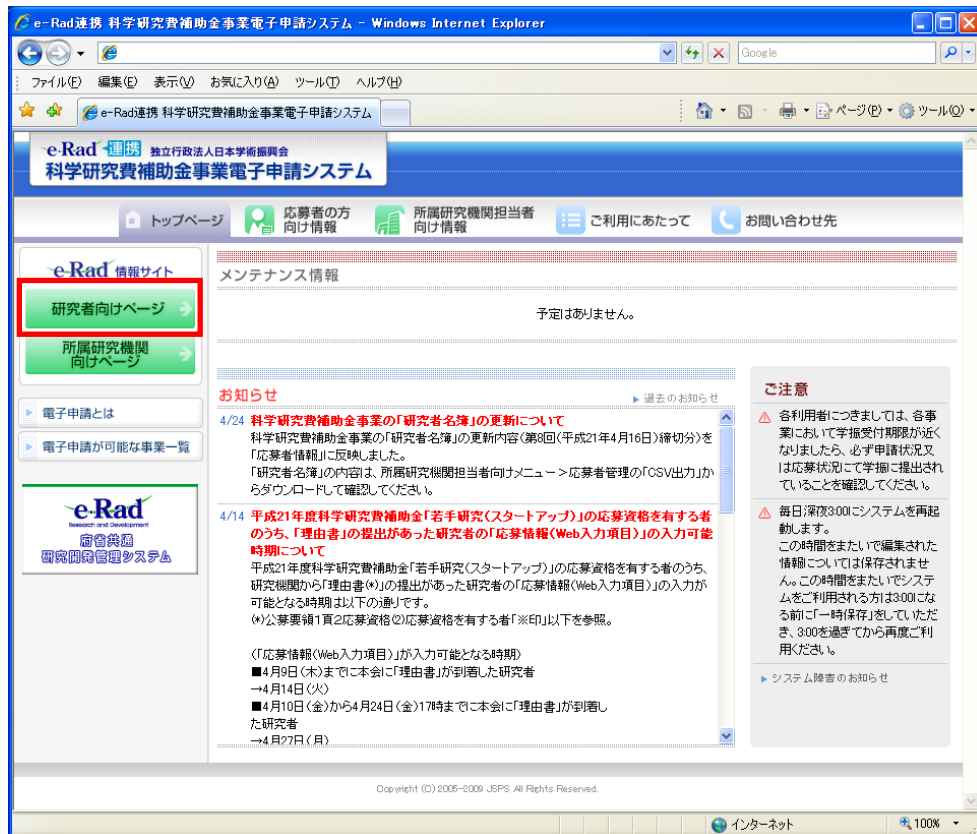 e-Rad連携 科学研究費補助金事業電子申請システム - Windows Internet Explorer
Google
ファイル(F) 編集(E) 表示(V) お気に入り(A) ツール(T) ヘルプ(H)
e-Rad連携 科学研究費補助金事業電子申請システム
ページ(P) ツール(O)
e-Rad 連携 独立行政法人日本学術振興会
科学研究費補助金事業電子申請システム
トップページ
応募者の方
向け情報
所属研究機関担当者
向け情報
ご利用にあたって
お問い合わせ先
e-Rad 情報サイト
研究者向けページ
所属研究機関
向けページ
電子申請とは
電子申請が可能な事業一覧
e-Rad
Research and Development
府省共通
研究開発管理システム
メンテナンス情報
予定はありません。
お知らせ
過去のお知らせ
4/24 科学研究費補助金事業の「研究者名簿」の更新について
科学研究費補助金事業の「研究者名簿」の更新内容(第8回(平成21年4月16日)締切分)を
「応募者情報」に反映しました。
「研究者名簿」の内容は、所属研究機関担当者向けメニュー>応募者管理の「CSV出力」か
らダウンロードして確認してください。
4/14 平成21年度科学研究費補助金「若手研究(スタートアップ)」の応募資格を有する者
のうち、「理由書」の提出があった研究者の「応募情報(Web入力項目)」の入力可能
時期について
平成21年度科学研究費補助金「若手研究(スタートアップ)」の応募資格を有する者のうち、
研究機関から「理由書(*)」の提出があった研究者の「応募情報(Web入力項目)」の入力が
可能となる時期は以下の通りです。
(*)公募要領1頁2応募資格(2)応募資格を有する者「※印」以下を参照。
(「応募情報(Web入力項目)」が入力可能となる時期)
■4月9日(木)までに本会に「理由書」が到着した研究者
→4月14日(火)
■4月10日(金)から4月24日(金)17時までに本会に「理由書」が到着し
た研究者
→4月27日(月)
ご注意
各利用者につきましては、各事
業において学振受付期限が近く
なりましたら、必ず申請状況又
は応募状況にて学振に提出され
ていることを確認してください。
毎日深夜3:00にシステムを再起
動します。
この時間をまたいで編集された
情報については保存されませ
ん。この時間をまたいでシステ
ムをご利用される方は3:00にな
る前に「一時保存」をしていただ
き、3:00を過ぎてから再度ご利
用ください。
システム障害のお知らせ
Copyright (C) 2005-2009 JSPS All Rights Reserved.
インターネット 100%